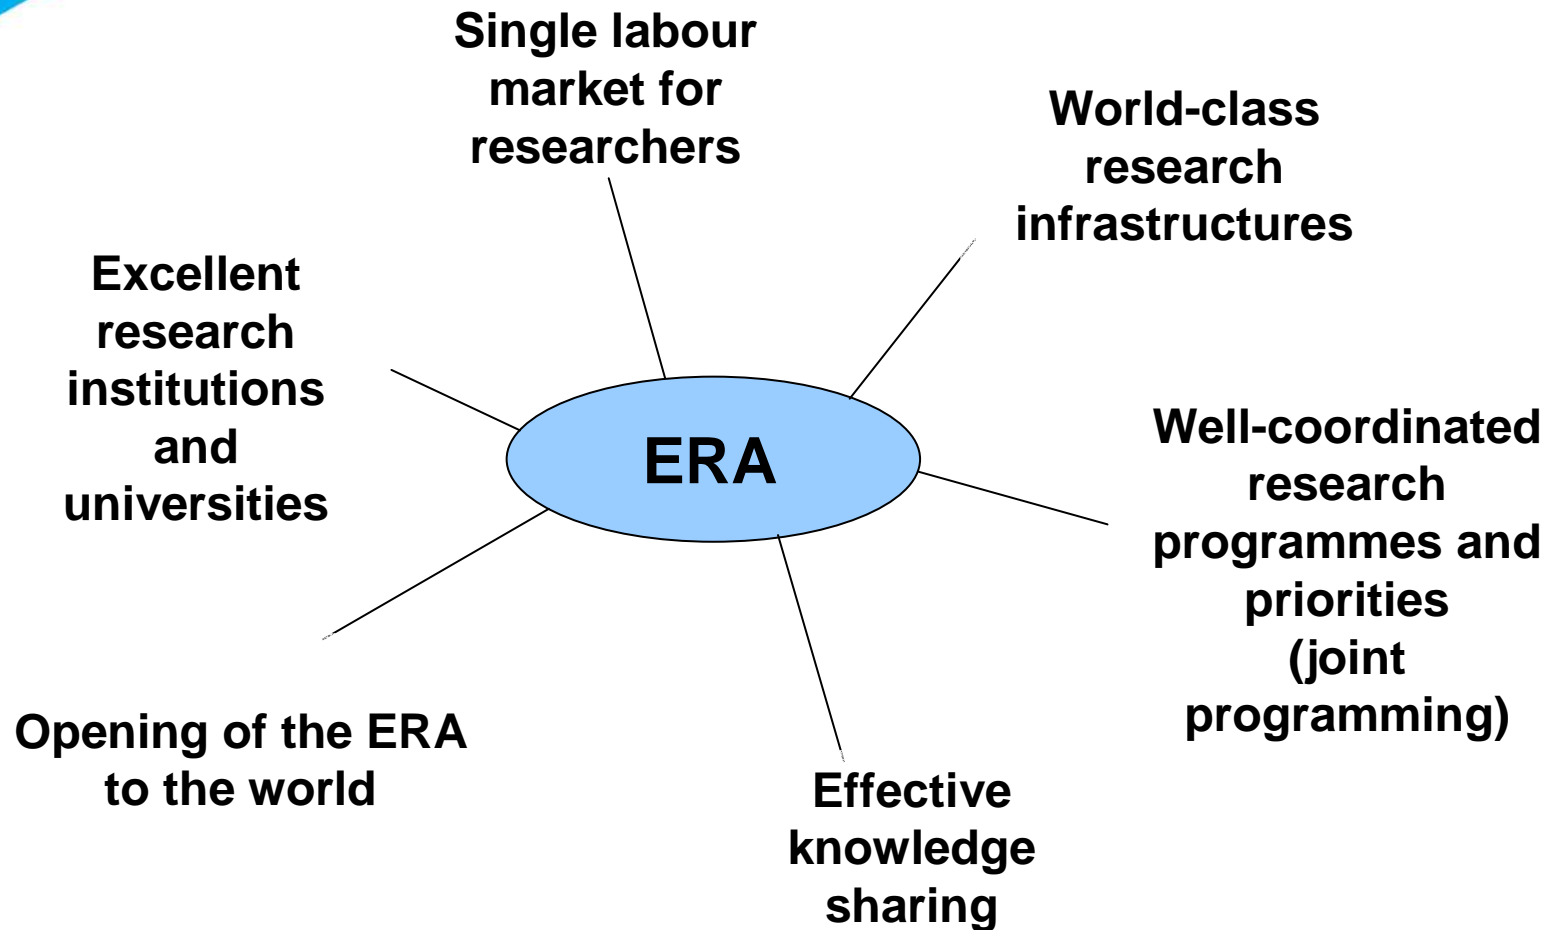 Single labour
market for
researchers
World-class
research
infrastructures
Excellent
research
institutions
and
universities
ERA
Well-coordinated
research
programmes and
priorities
(joint
programming)
Opening of the ERA
to the world
Effective
knowledge
sharing